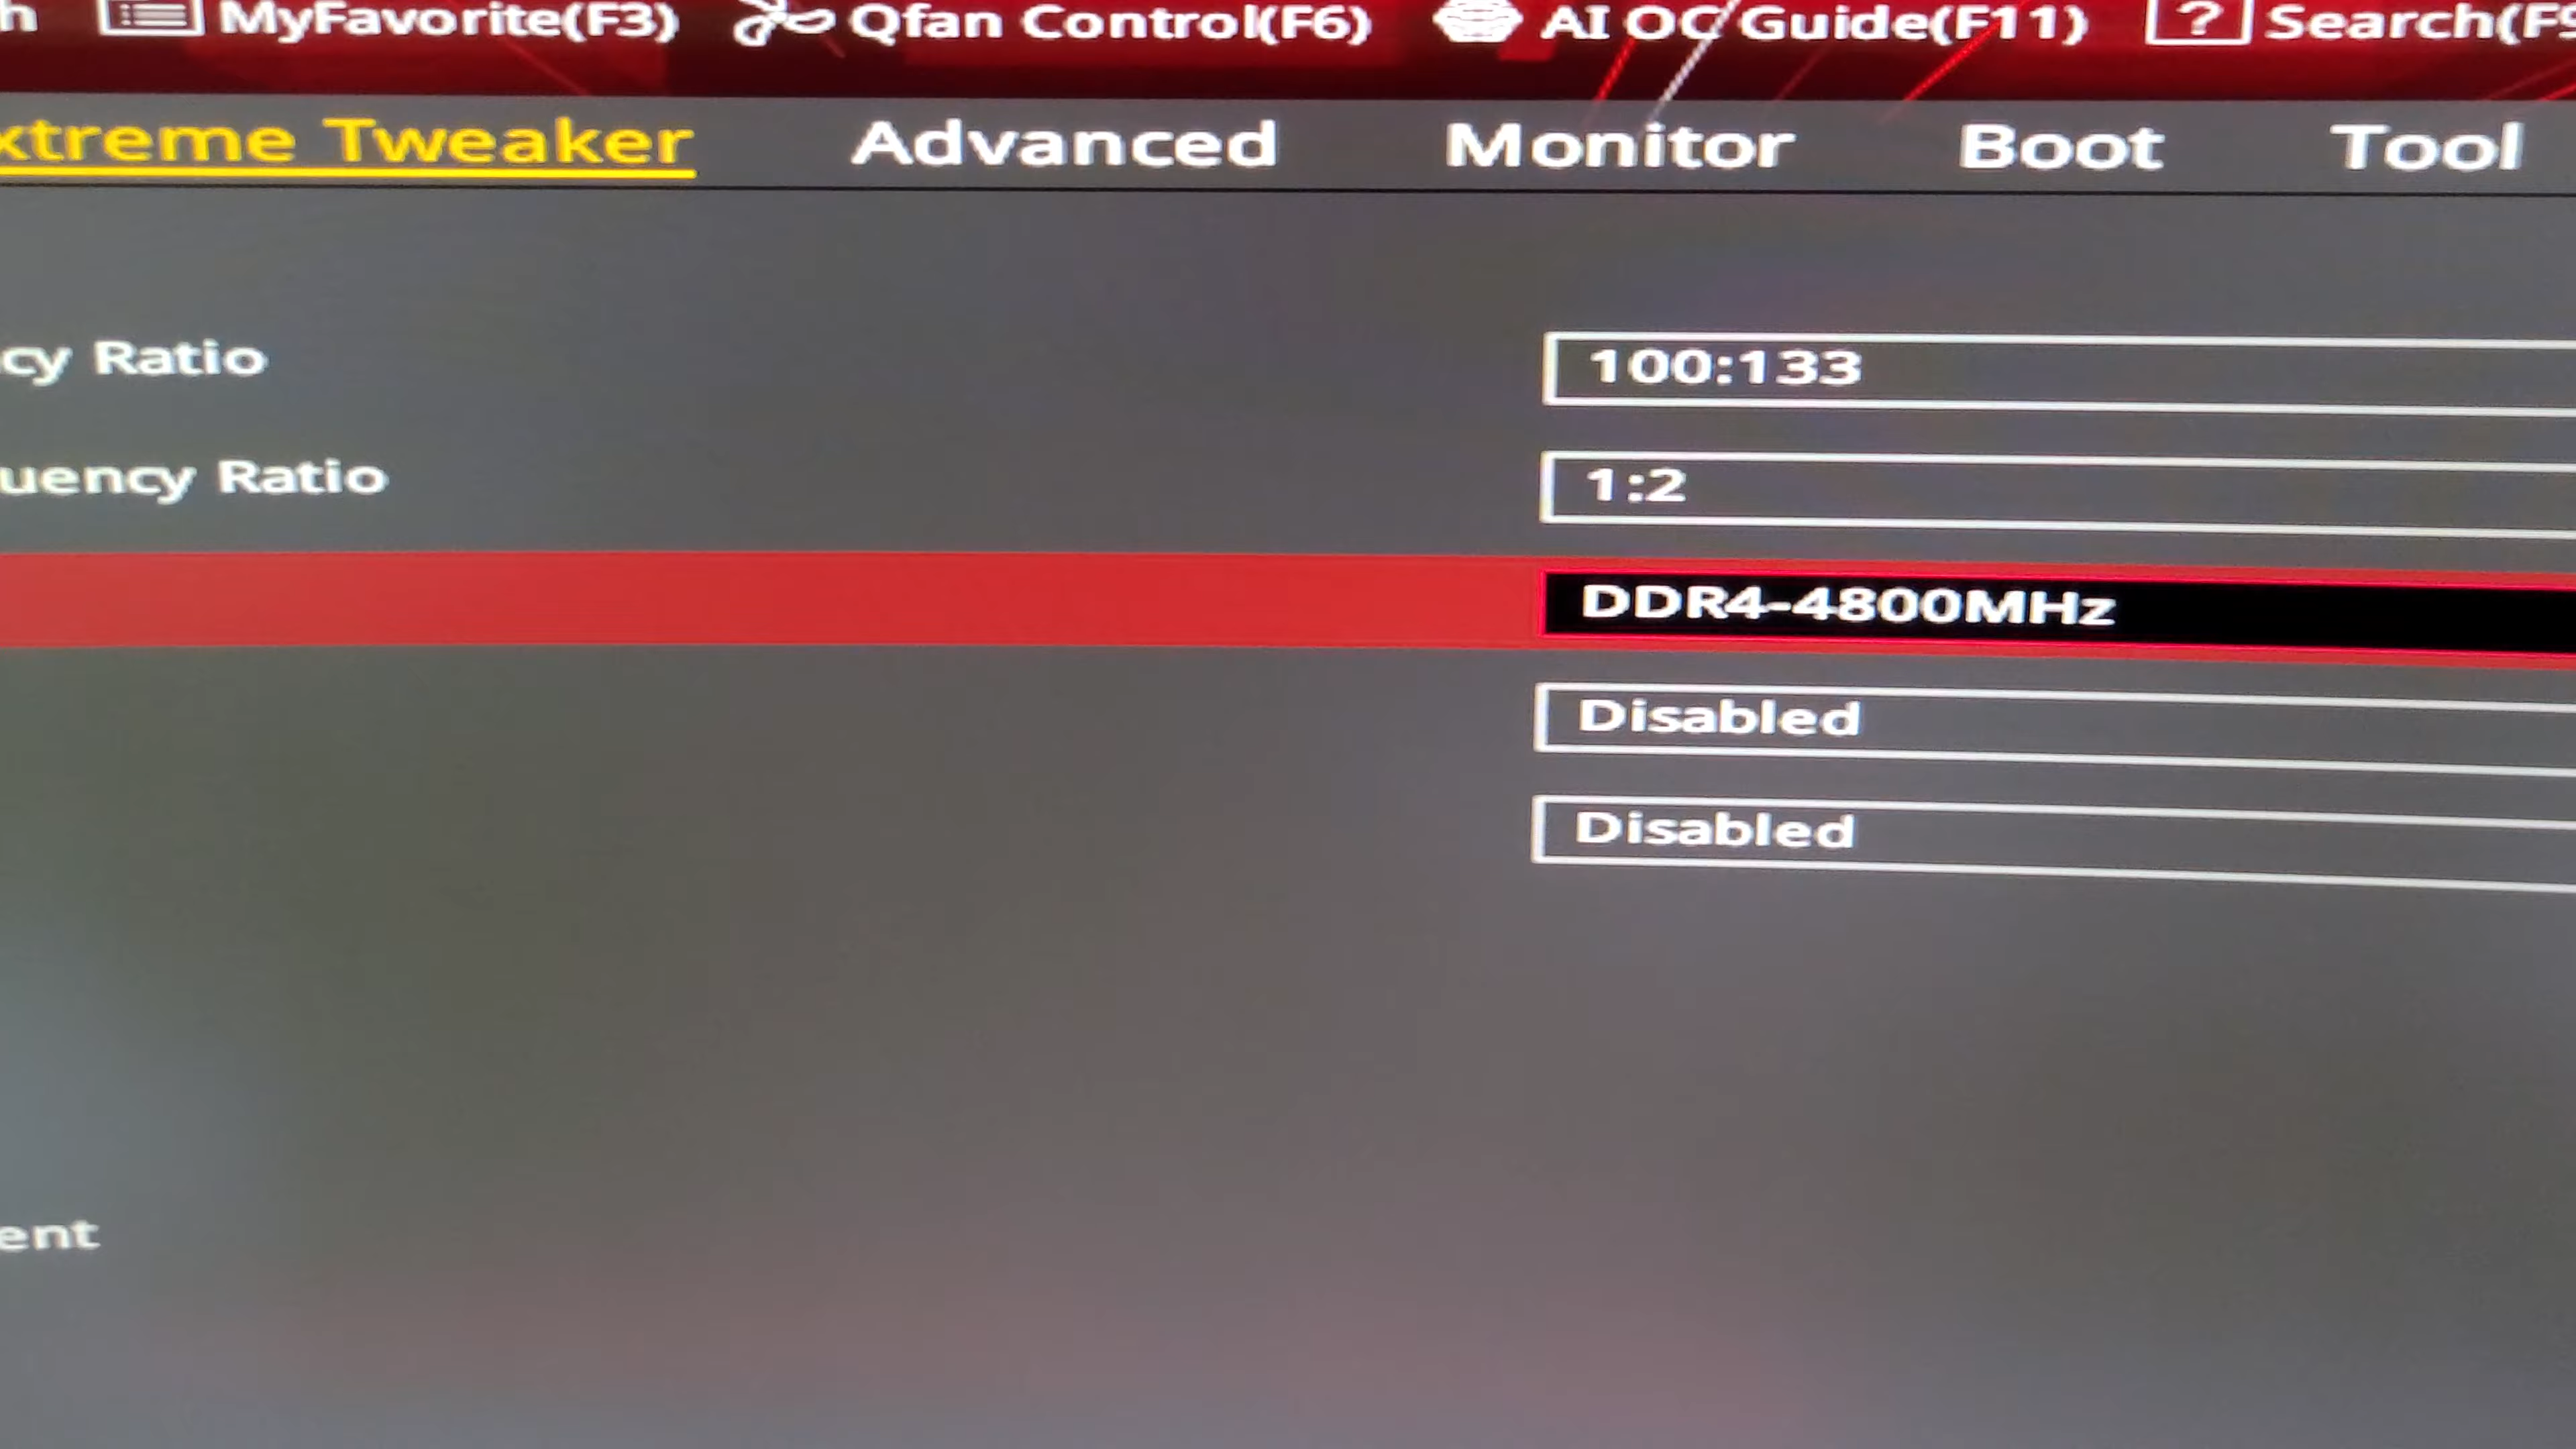 h MyFavorite(F3) Qfan Control(F6) AI OC Guide(F11) ? Search(F9
xtreme Tweaker Advanced Monitor Boot Tool
cy Ratio 100:133
uency Ratio 1:2
DDR4-4800MHz
Disabled
Disabled
ent